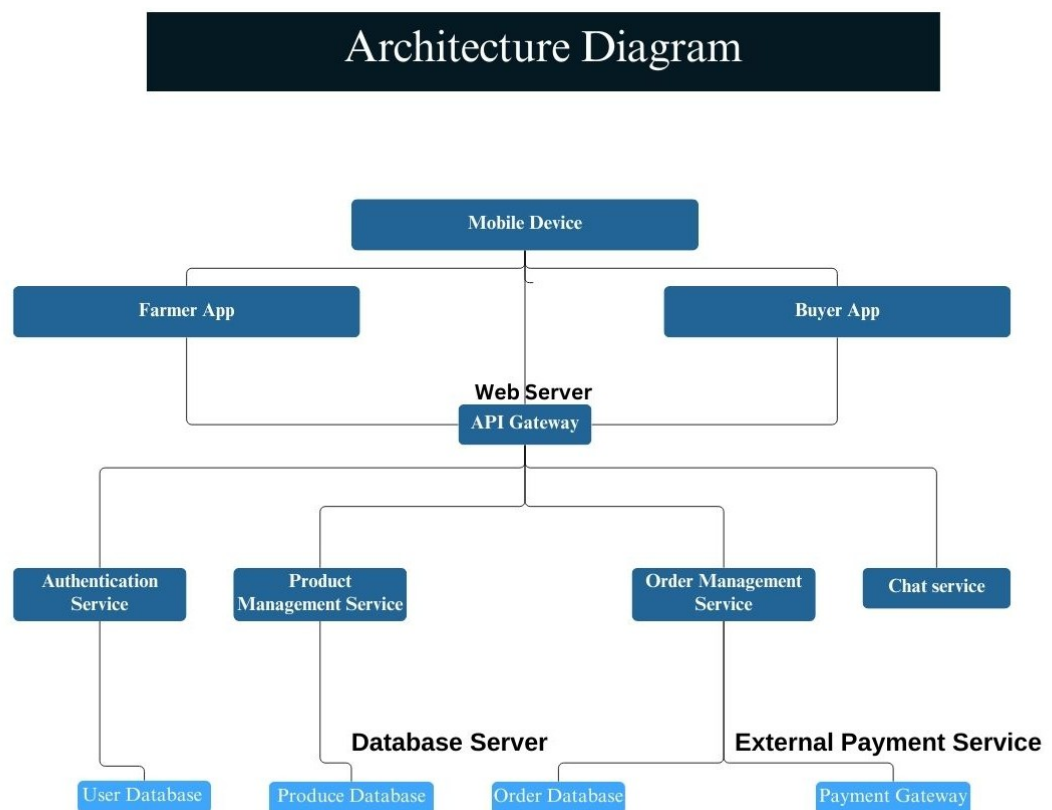 Architecture Diagram
Mobile Device
Farmer App
Buyer App
Web Server
API Gateway
Authentication
Service
Product
Management Service
Order Management
Service
Chat service
Database Server
External Payment Service
User Database
Produce Database
Order Database
Payment Gateway